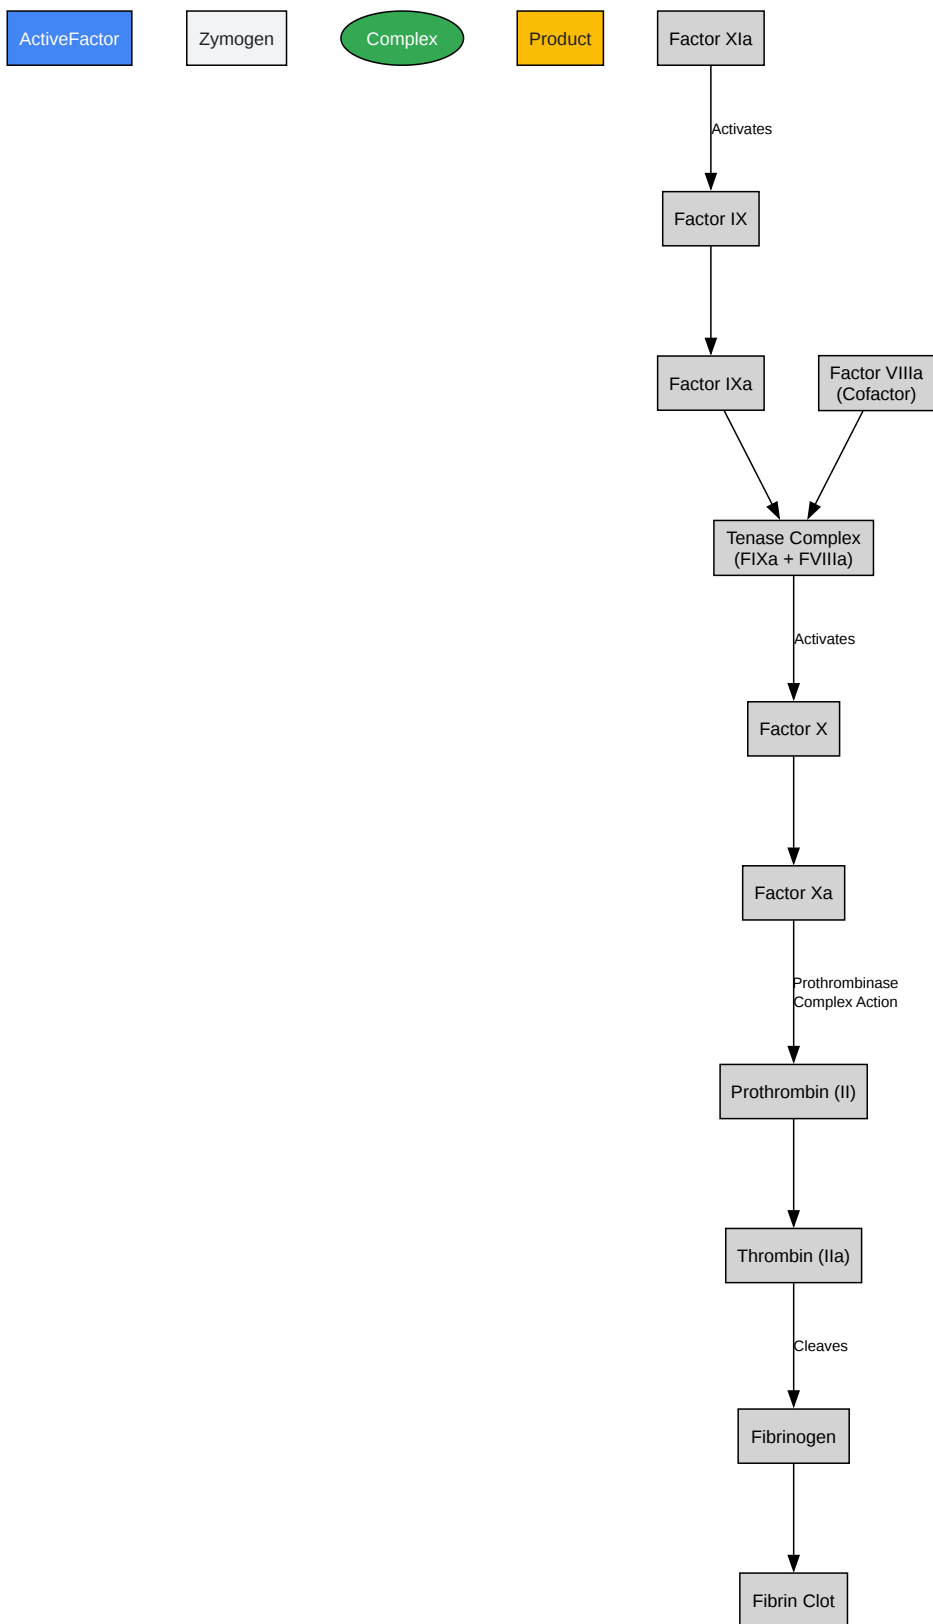 ActiveFactor
Zymogen
Complex
Product
Factor XIa
Activates
Factor IX
Factor IXa
Factor VIIIa
(Cofactor)
Tenase Complex
(FIXa + FVIIIa)
Activates
Factor X
Factor Xa
Prothrombinase
Complex Action
Prothrombin (II)
Thrombin (IIa)
Cleaves
Fibrinogen
Fibrin Clot